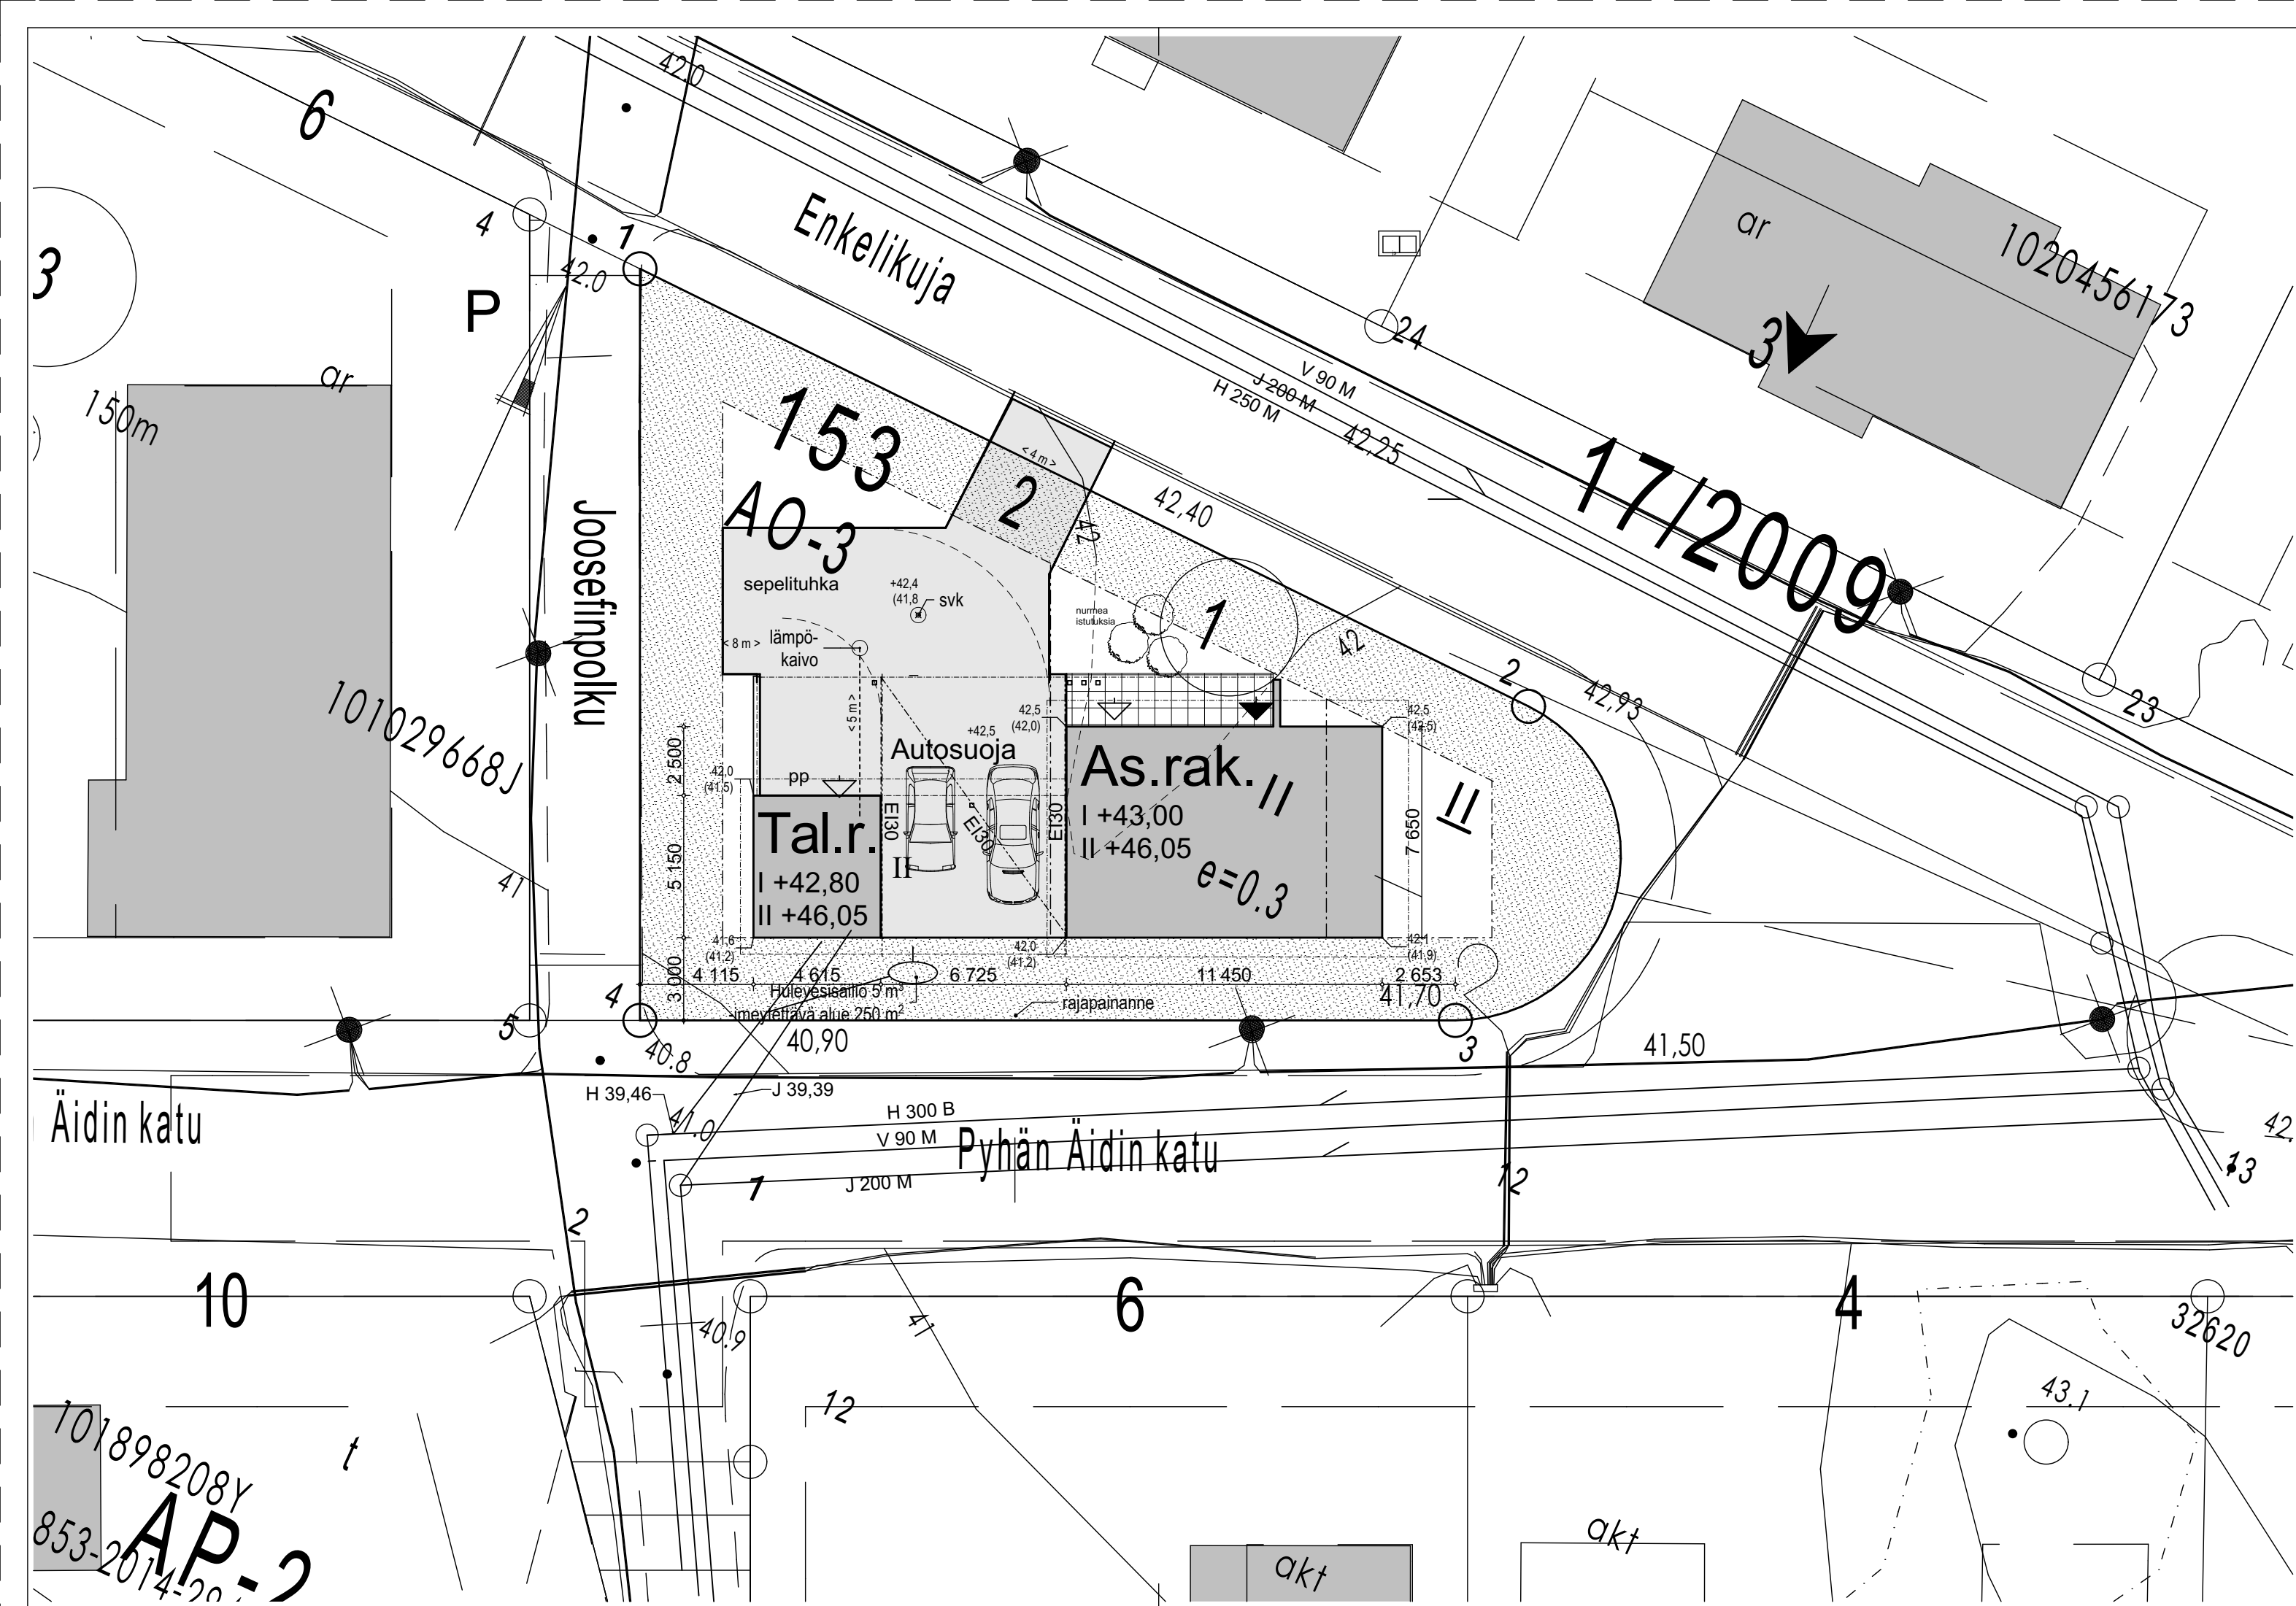 42.0
6
4
1
42.0
P
3
ar
150m
Enkelikuja
24
V 90 M
J 200 M
H 250 M
42,25
ar
1020456173
3
17/2009
153
AO-3
< 4 m >
2
42
42,40
Joosefinpolku
sepelituhka
+42,4
(41,8
svk
< 8 m >
lämpö-
kaivo
< 5 m >
nurmea
istutuksia
1
42
2
42,93
23
101029668J
42,5
(42,0)
42,5
(42,5)
+42,5
Autosuoja
As.rak.
II
I +43,00
II +46,05
e=0.3
II
7 650
2 500
5 150
3 000
42,0
(41,5)
pp
Tal.r.
I +42,80
II +46,05
EI30
II
EI30
EI30
41
41,6
(41,2)
42,0
(41,2)
42,1
(41,9)
4 115
4 615
6 725
11 450
2 653
Hulevesisäiliö 5 m³
-imeytettävä alue 250 m²
rajapainanne
41,70
5
4
40.8
40,90
3
41,50
H 39,46
J 39,39
41.0
H 300 B
V 90 M
J 200 M
Äidin katu
Pyhän Äidin katu
1
12
13
42.
2
10
6
4
40.9
41
32620
43.1
12
101898208Y
t
AP-2
akt
akt